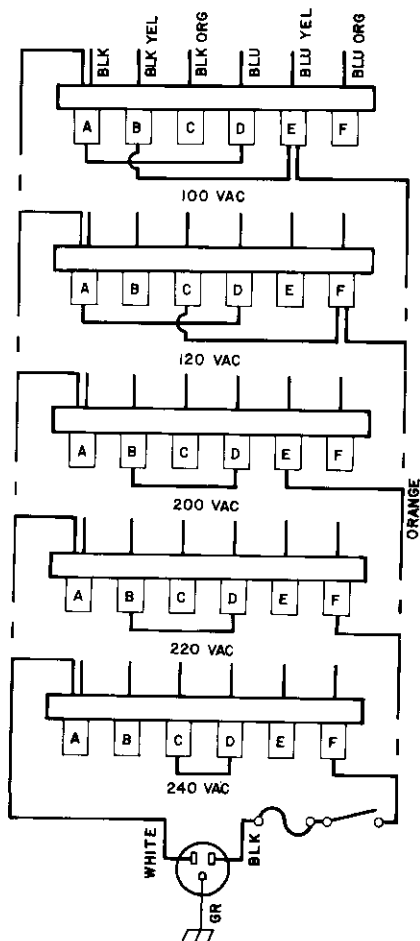 BLK
BLK YEL
BLK ORG
BLU
BLU YEL
BLU ORG
A B C D E F
100 VAC
A B C D E F
120 VAC
A B C D E F
200 VAC
ORANGE
A B C D E F
220 VAC
A B C D E F
240 VAC
WHITE
BLK
GR